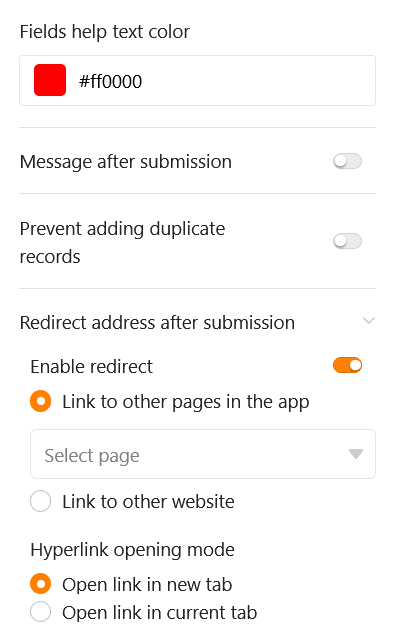 Fields help text color
#ff0000
Message after submission
Prevent adding duplicate
records
Redirect address after submission
Enable redirect
Link to other pages in the app
Select page
Link to other website
Hyperlink opening mode
Open link in new tab
Open link in current tab